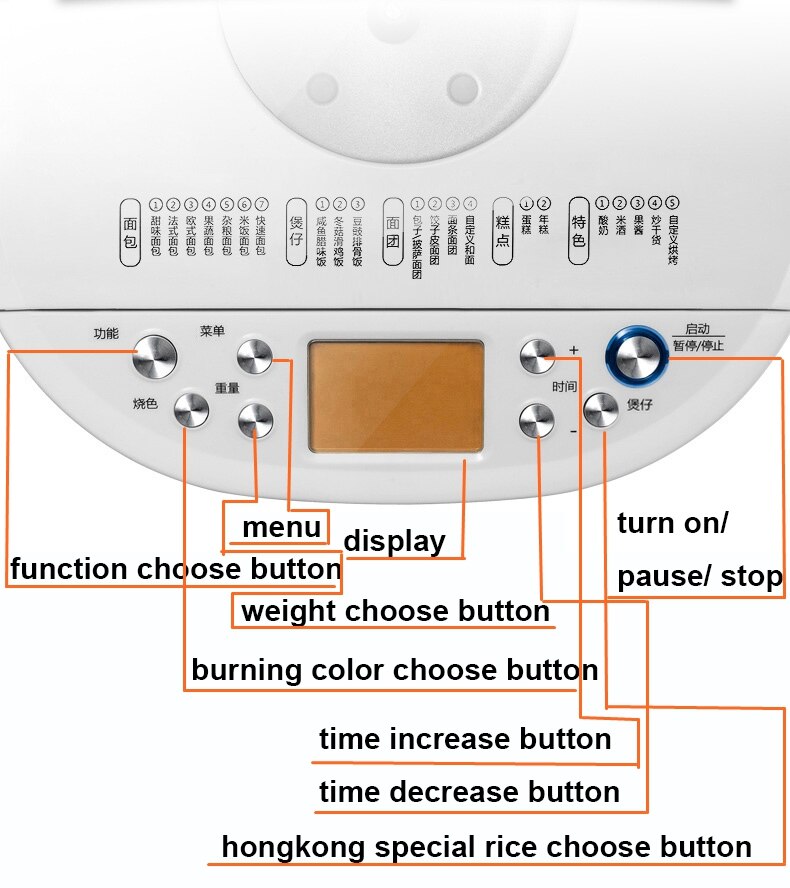 面包
① 甜味面包
② 法式面包
③ 欧式面包
④ 果蔬面包
⑤ 杂粮面包
⑥ 米饭面包
⑦ 快速面包
煲仔
① 咸鱼腊味饭
② 冬菇滑鸡饭
③ 豆豉排骨饭
面团
① 包子/披萨面团
② 饺子皮面团
③ 面条面团
④ 自定义和面
糕点
① 蛋糕
② 年糕
特色
① 酸奶
② 米酒
③ 果酱
④ 炒干货
⑤ 自定义烘烤
功能
菜单
烧色
重量
+
时间
-
启动
暂停/停止
煲仔
menu
display
turn on/
pause/ stop
function choose button
weight choose button
burning color choose button
time increase button
time decrease button
hongkong special rice choose button